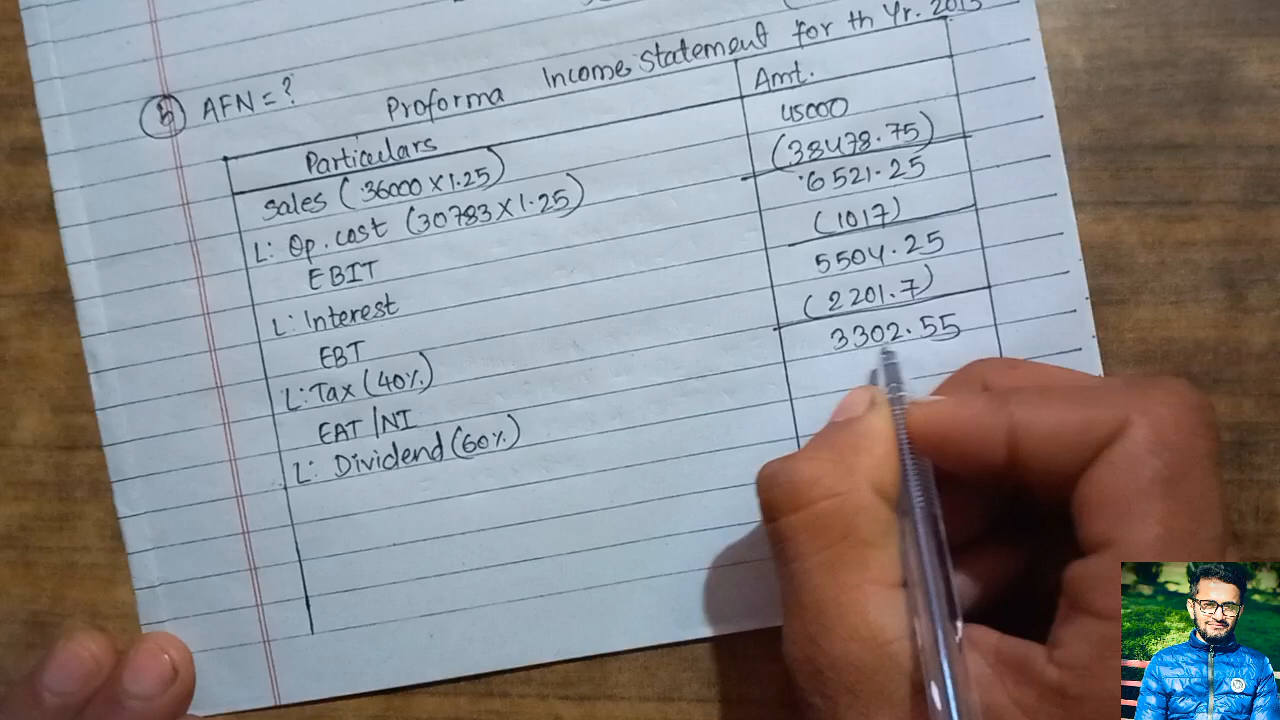 b) AFN = ?
Proforma Income Statement for th Yr. 2013
Particulars Amt.
Sales (36000 × 1.25) 45000
L: Op. cost (30783 × 1.25) (38478.75)
EBIT 6521.25
L: Interest (1017)
EBT 5504.25
L: Tax (40%) (2201.7)
EAT/NI 3302.55
L: Dividend (60%)